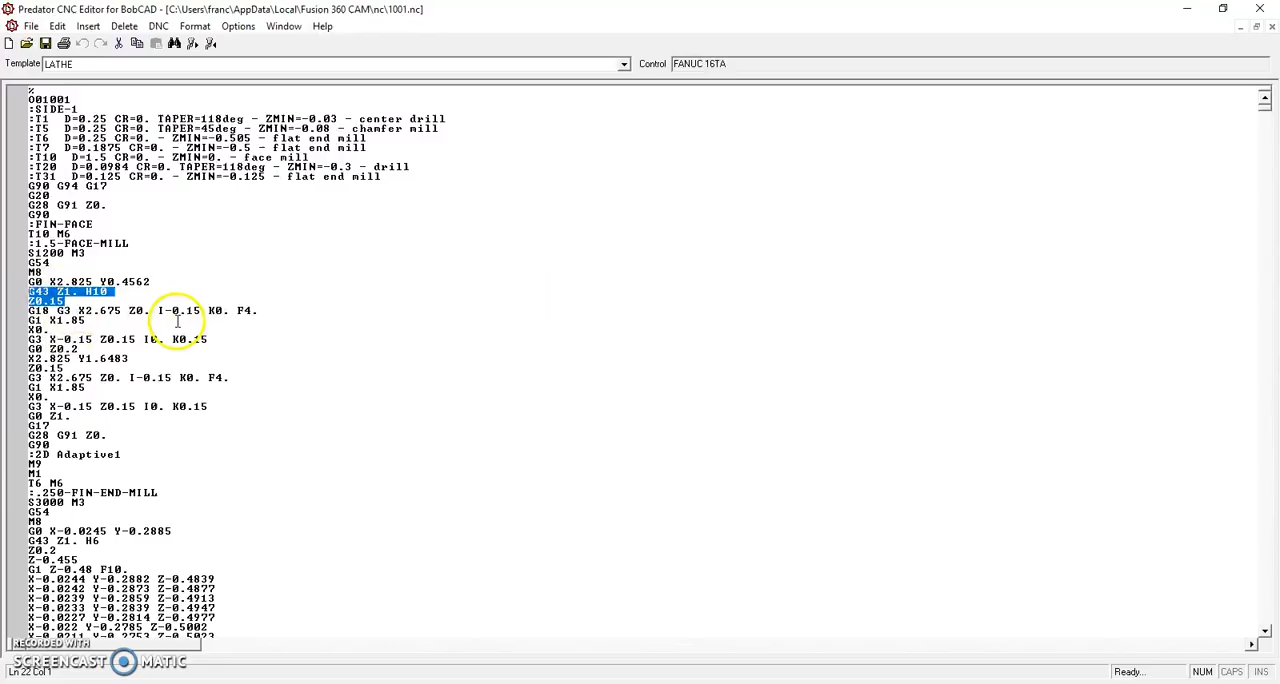 Predator CNC Editor for BobCAD - [C:\Users\franc\AppData\Local\Fusion 360 CAM\nc\1001.nc]
File Edit Insert Delete DNC Format Options Window Help
Template LATHE Control FANUC 16TA
%
O01001
:SIDE-1
:T1 D=0.25 CR=0. TAPER=118deg - ZMIN=-0.03 - center drill
:T5 D=0.25 CR=0. TAPER=45deg - ZMIN=-0.08 - chamfer mill
:T6 D=0.25 CR=0. - ZMIN=-0.505 - flat end mill
:T7 D=0.1875 CR=0. - ZMIN=-0.5 - flat end mill
:T10 D=1.5 CR=0. - ZMIN=0. - face mill
:T20 D=0.0984 CR=0. TAPER=118deg - ZMIN=-0.3 - drill
:T31 D=0.125 CR=0. - ZMIN=-0.125 - flat end mill
G90 G94 G17
G20
G28 G91 Z0.
G90
:FIN-FACE
T10 M6
:1.5-FACE-MILL
S1200 M3
G54
M8
G0 X2.825 Y0.4562
G43 Z1. H10
Z0.15
G18 G3 X2.675 Z0. I-0.15 K0. F4.
G1 X1.85
X0.
G3 X-0.15 Z0.15 I0. K0.15
G0 Z0.2
X2.825 Y1.6483
Z0.15
G3 X2.675 Z0. I-0.15 K0. F4.
G1 X1.85
X0.
G3 X-0.15 Z0.15 I0. K0.15
G0 Z1.
G17
G28 G91 Z0.
G90
:2D Adaptive1
M9
M1
T6 M6
:.250-FIN-END-MILL
S3000 M3
G54
M8
G0 X-0.0245 Y-0.2885
G43 Z1. H6
Z0.2
Z-0.455
G1 Z-0.48 F10.
X-0.0244 Y-0.2882 Z-0.4839
X-0.0242 Y-0.2873 Z-0.4877
X-0.0239 Y-0.2859 Z-0.4913
X-0.0233 Y-0.2839 Z-0.4947
X-0.0227 Y-0.2814 Z-0.4977
X-0.022 Y-0.2785 Z-0.5002
X-0.0211 Y-0.2753 Z-0.5023
RECORDED WITH
SCREENCAST MATIC
Ln 22 Col 1 Ready... NUM CAPS INS